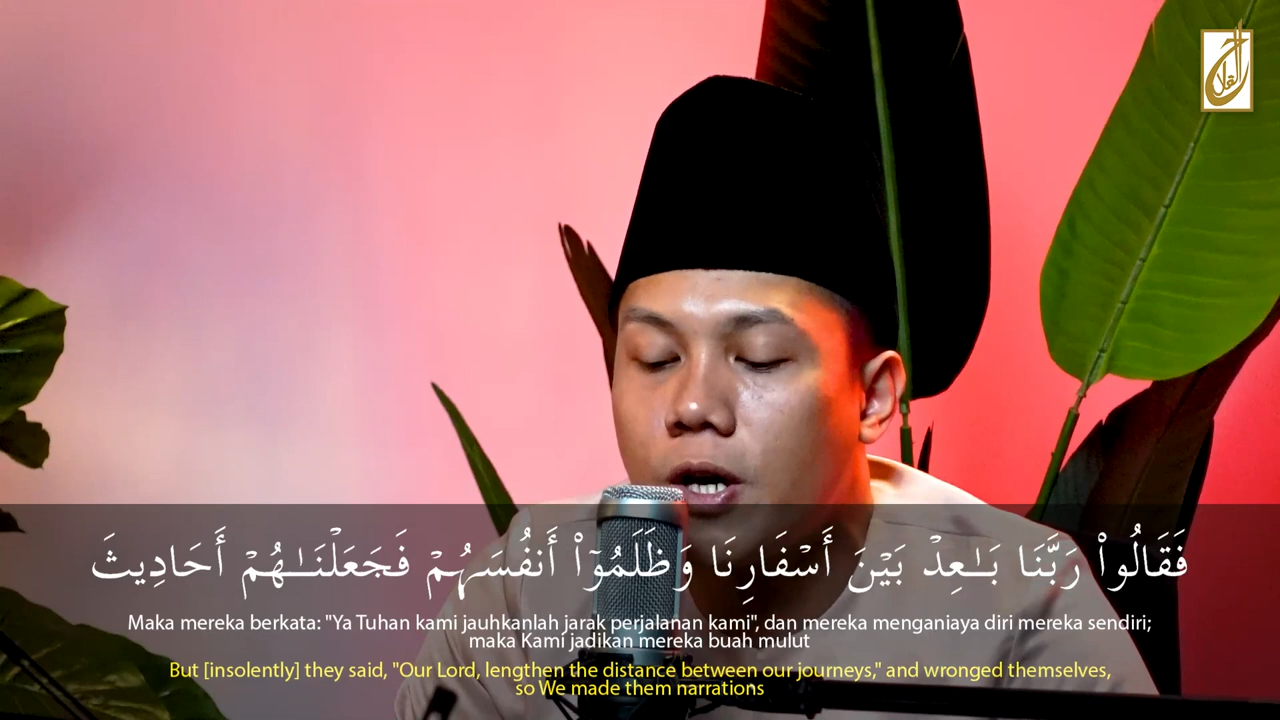 فَقَالُوا۟ رَبَّنَا بَـٰعِدْ بَيْنَ أَسْفَارِنَا وَظَلَمُوٓا۟ أَنفُسَهُمْ فَجَعَلْنَـٰهُمْ أَحَادِيثَ
Maka mereka berkata: "Ya Tuhan kami jauhkanlah jarak perjalanan kami", dan mereka menganiaya diri mereka sendiri;
maka Kami jadikan mereka buah mulut
But [insolently] they said, "Our Lord, lengthen the distance between our journeys," and wronged themselves,
so We made them narrations